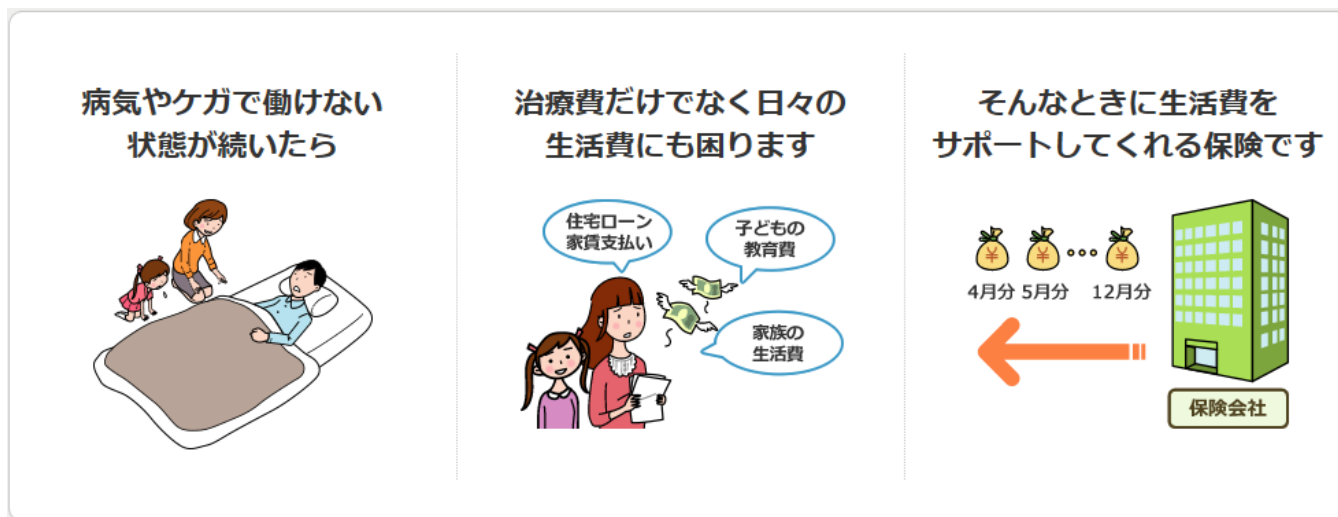 病気やケガで働けない
状態が続いたら
治療費だけでなく日々の
生活費にも困ります
住宅ローン
家賃支払い
子どもの
教育費
家族の
生活費
そんなときに生活費を
サポートしてくれる保険です
¥ ¥ ••• ¥
4月分 5月分 12月分
保険会社